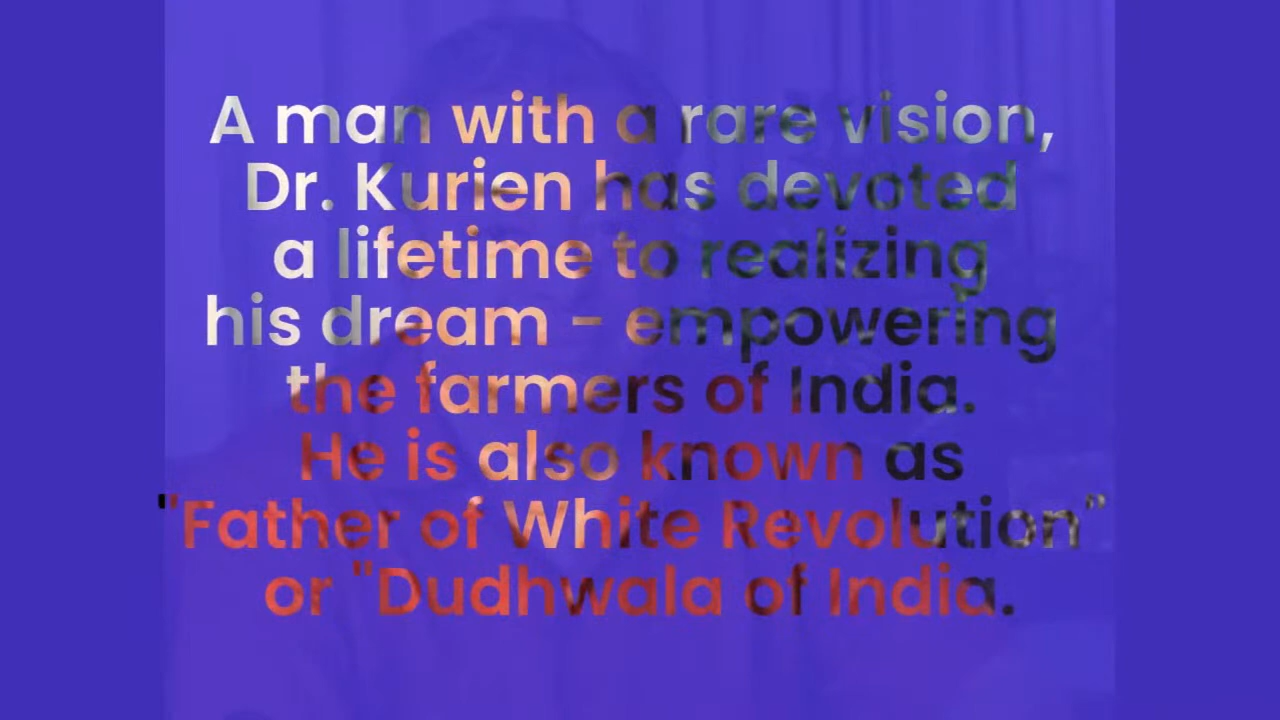 A man with a rare vision,
Dr. Kurien has devoted
a lifetime to realizing
his dream - empowering
the farmers of India.
He is also known as
"Father of White Revolution"
or "Dudhwala of India.